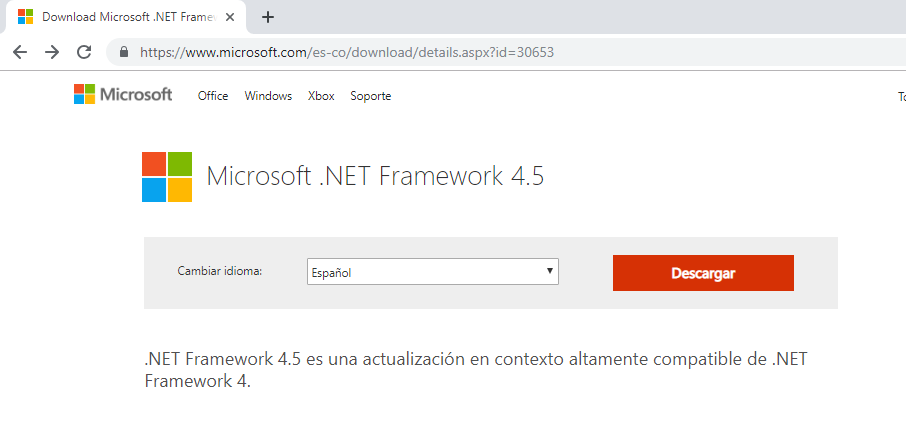 Download Microsoft .NET Framew
https://www.microsoft.com/es-co/download/details.aspx?id=30653
Microsoft Office Windows Xbox Soporte To
Microsoft .NET Framework 4.5
Cambiar idioma: Español Descargar
.NET Framework 4.5 es una actualización en contexto altamente compatible de .NET
Framework 4.